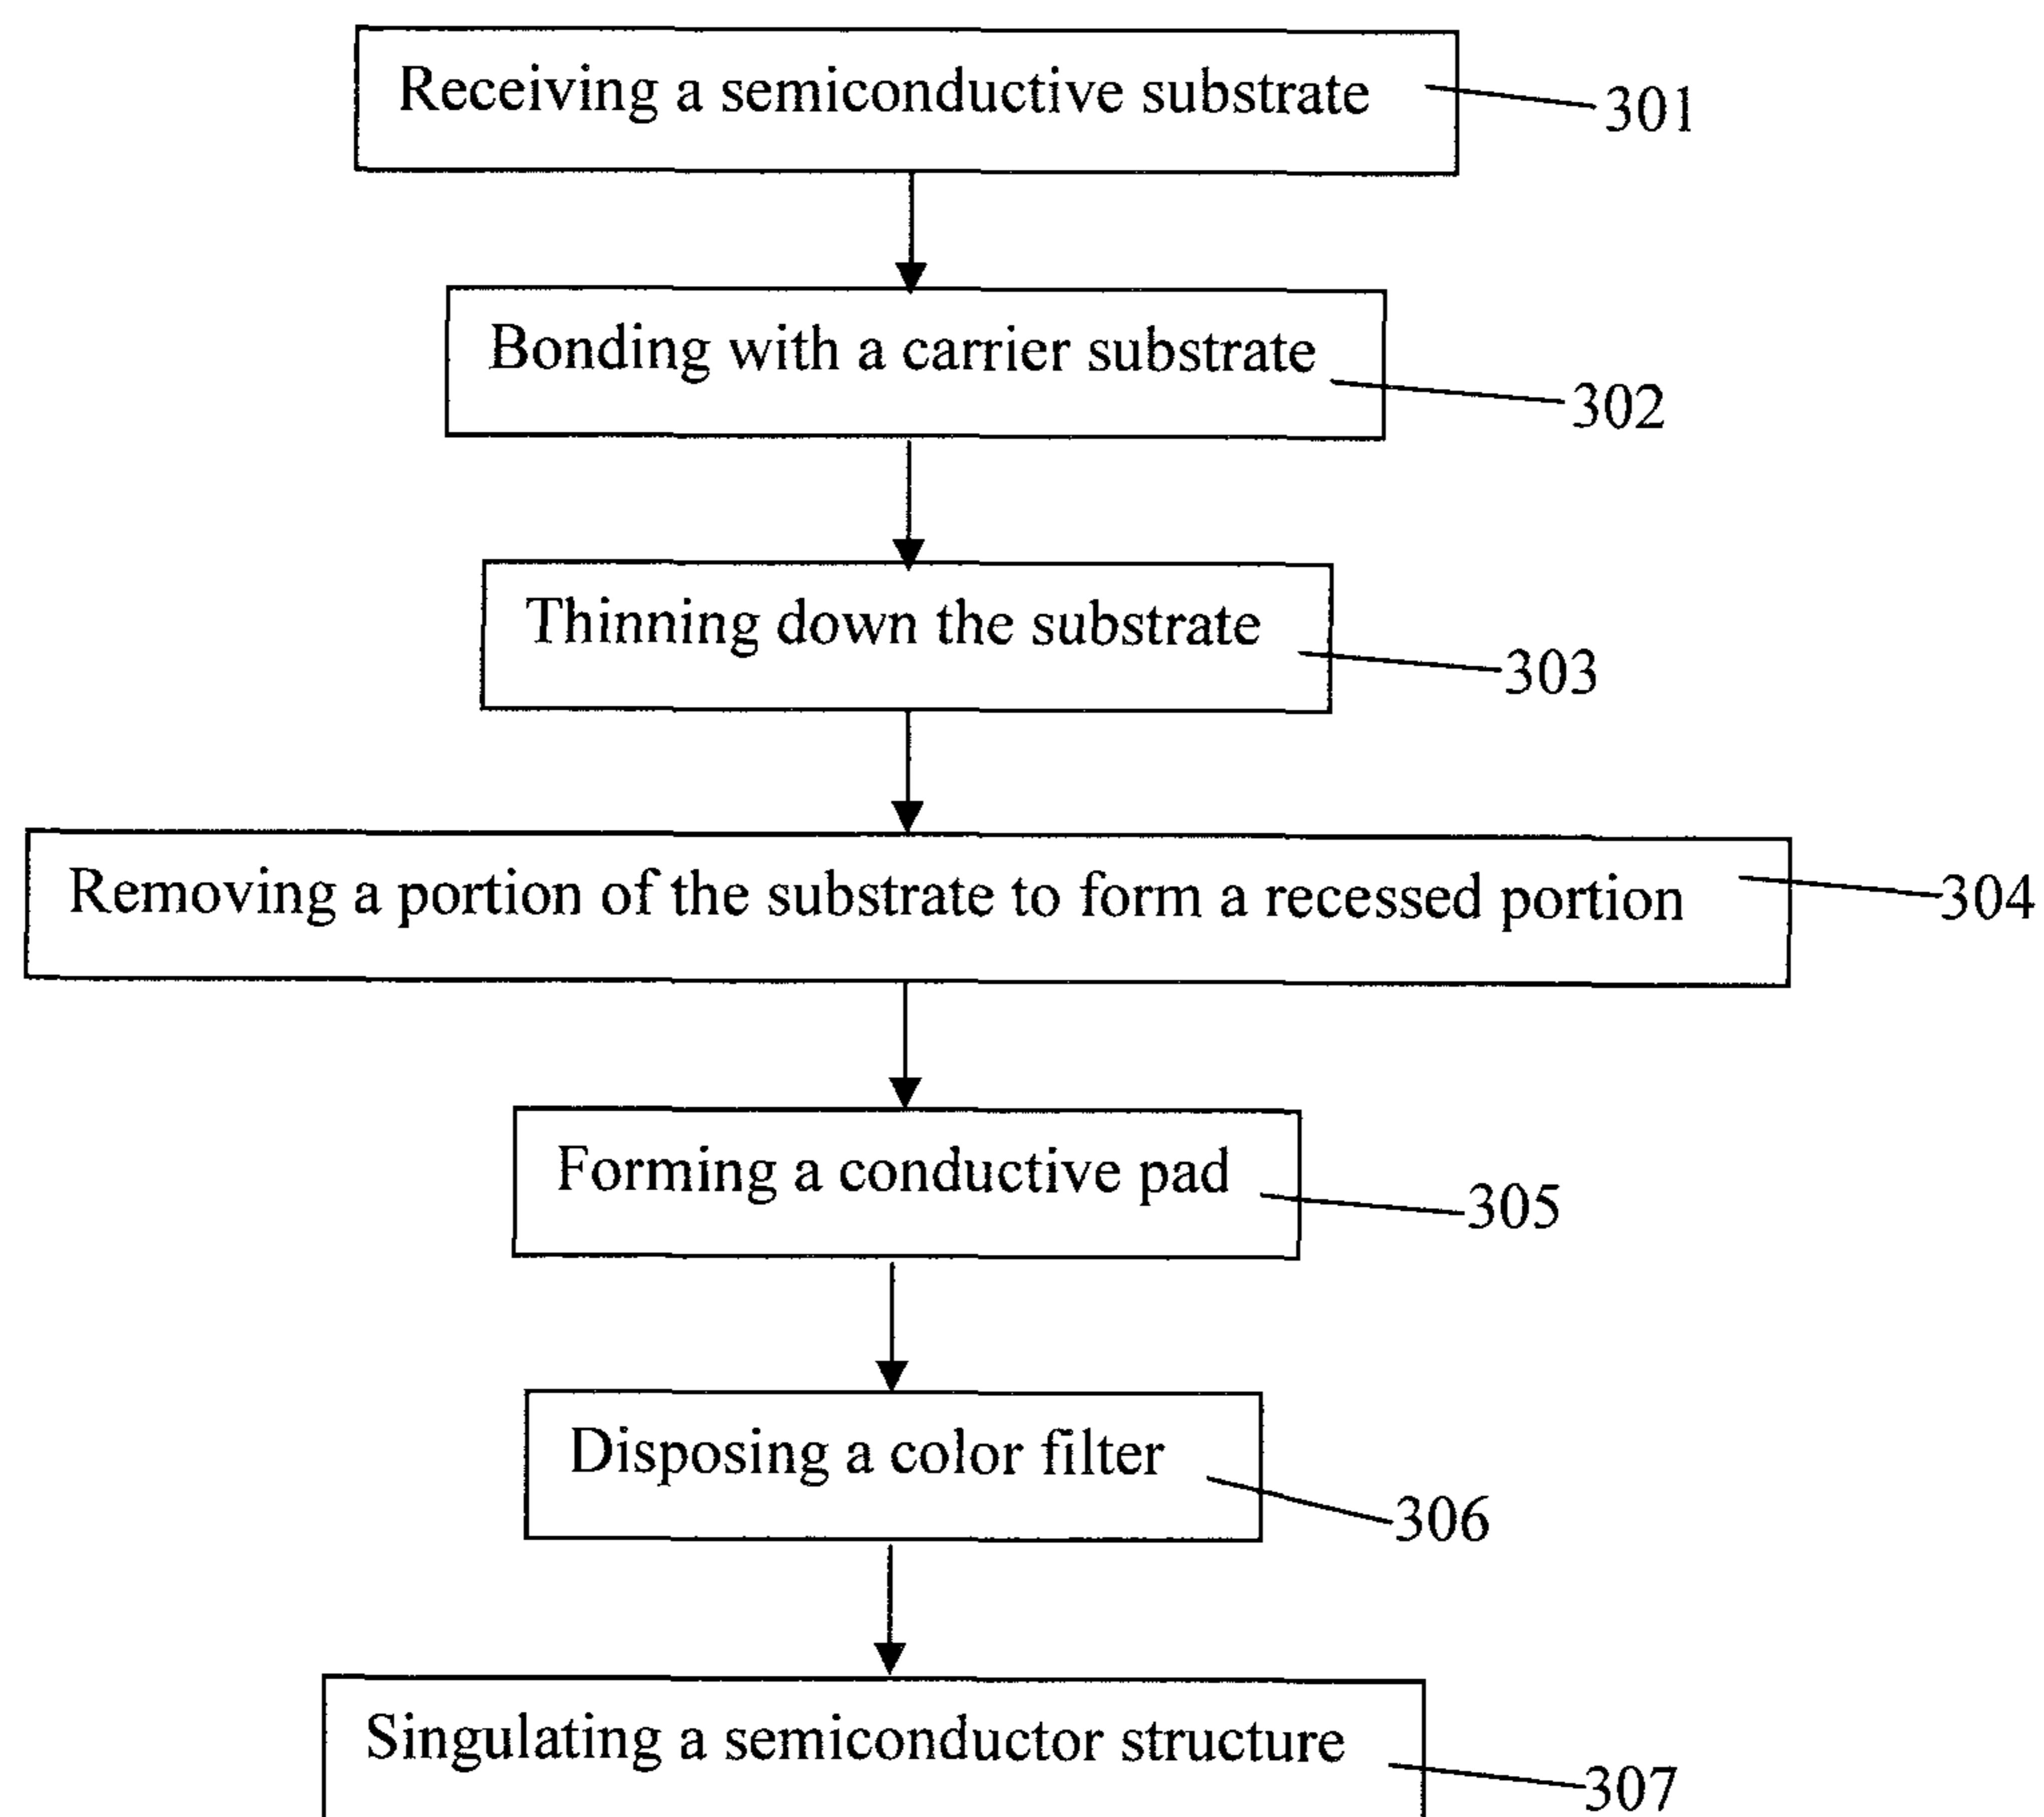 Receiving a semiconductive substrate
301
Bonding with a carrier substrate
302
Thinning down the substrate
303
Removing a portion of the substrate to form a recessed portion
304
Forming a conductive pad
305
Disposing a color filter
306
Singulating a semiconductor structure
307